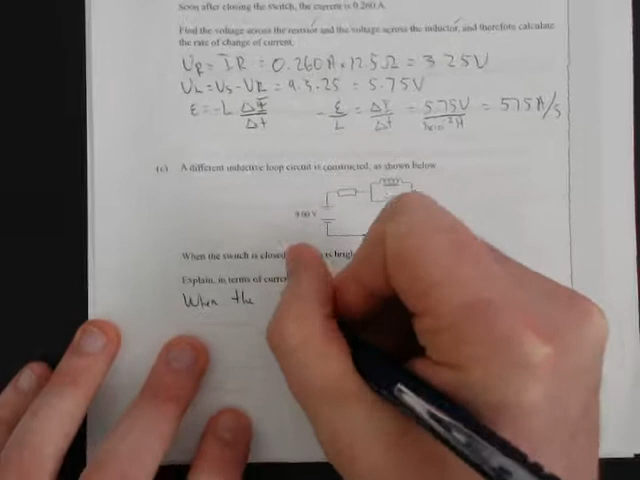 Soon after closing the switch, the current is 0.260 A.
Find the voltage across the resistor and the voltage across the inductor, and therefore calculate
the rate of change of current.
VR = IR = 0.260A × 12.5Ω = 3.25V
VL = VS - VR = 9-3.25 = 5.75V
ε = -L ΔI/Δt   -ε/L = ΔI/Δt = 5.75V/ = 575A/s
(c) A different inductive loop circuit is constructed, as shown below
9.00 V
When the switch is closed
Explain, in terms of
When the